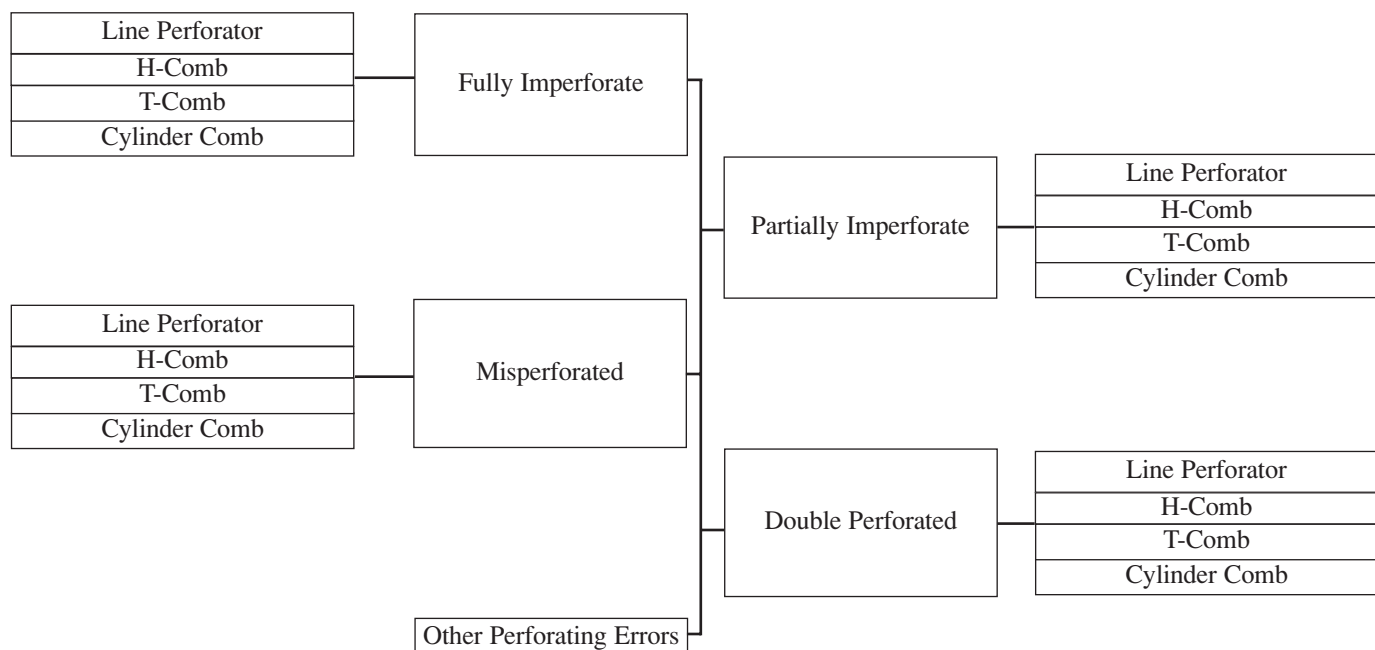 Line Perforator
H-Comb
T-Comb
Cylinder Comb
Fully Imperforate
Partially Imperforate
Line Perforator
H-Comb
T-Comb
Cylinder Comb
Line Perforator
H-Comb
T-Comb
Cylinder Comb
Misperforated
Double Perforated
Line Perforator
H-Comb
T-Comb
Cylinder Comb
Other Perforating Errors